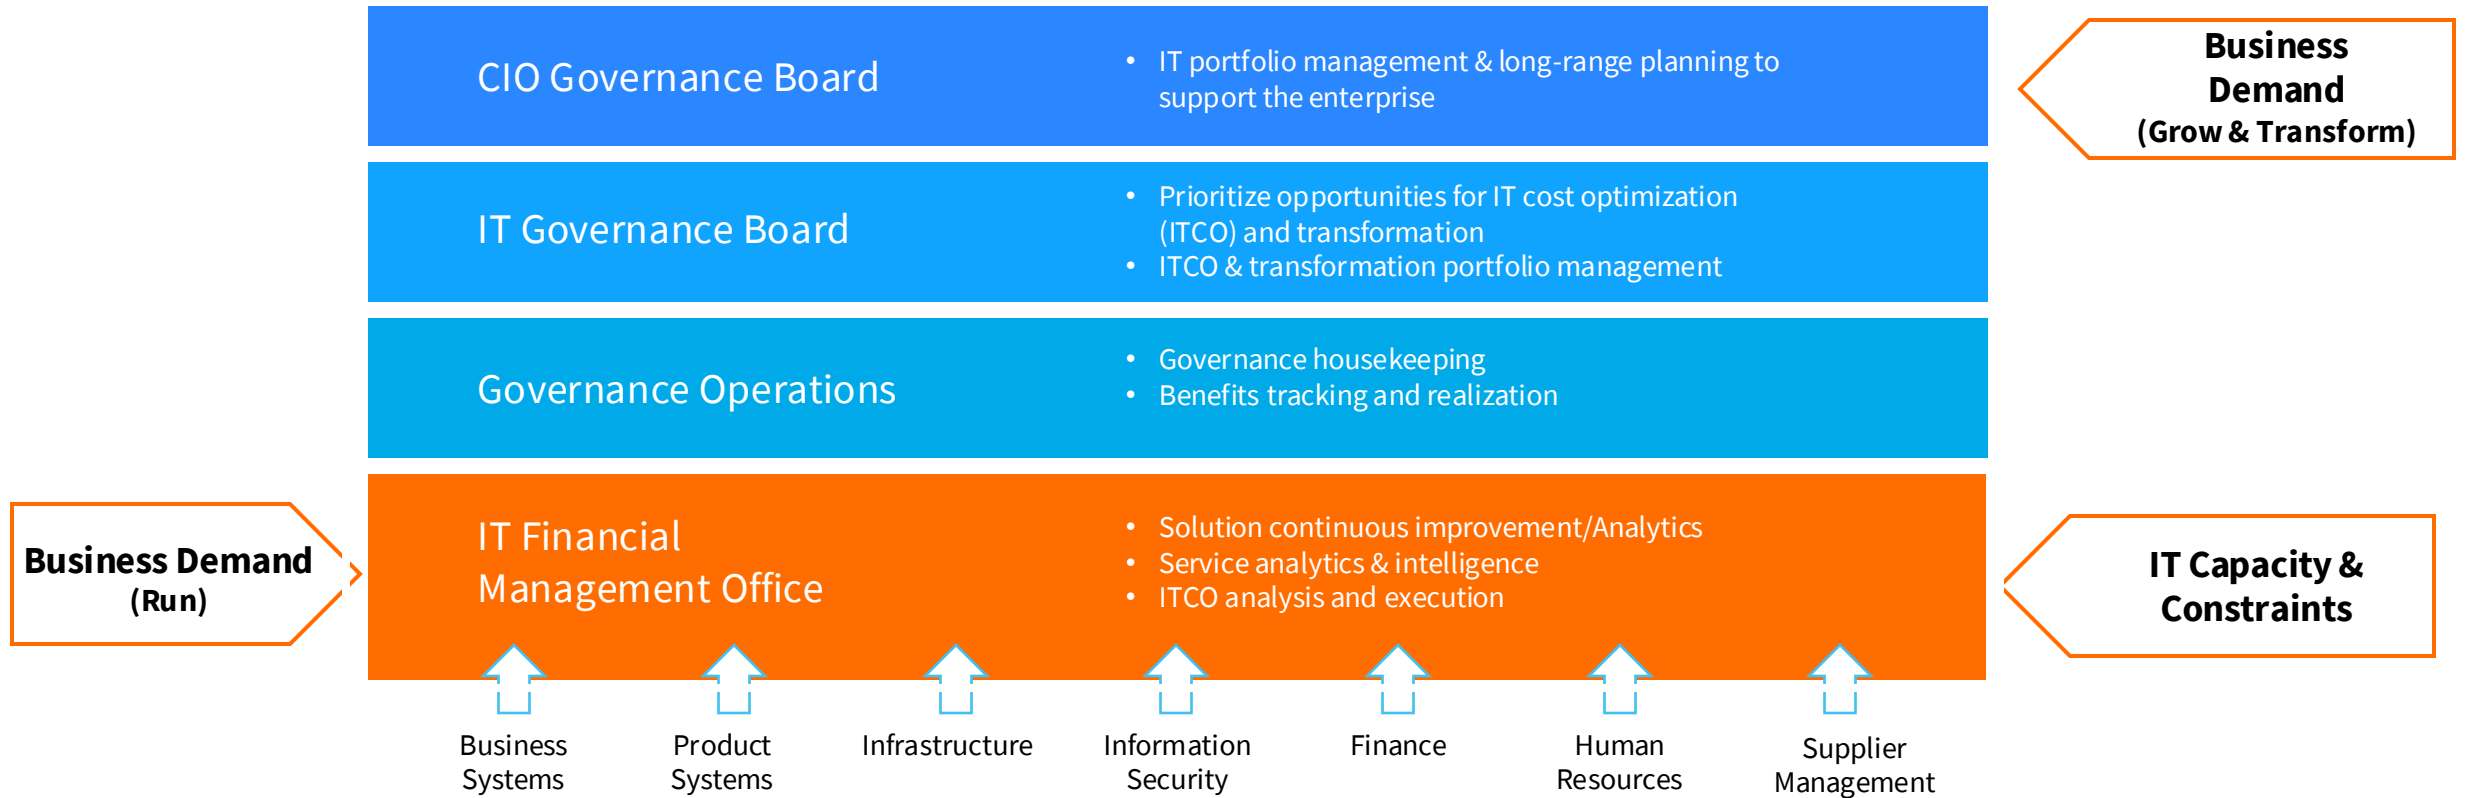 CIO Governance Board
• IT portfolio management & long-range planning to
support the enterprise
Business
Demand
(Grow & Transform)
IT Governance Board
• Prioritize opportunities for IT cost optimization
(ITCO) and transformation
• ITCO & transformation portfolio management
Governance Operations
• Governance housekeeping
• Benefits tracking and realization
Business Demand
(Run)
IT Financial
Management Office
• Solution continuous improvement/Analytics
• Service analytics & intelligence
• ITCO analysis and execution
IT Capacity &
Constraints
Business
Systems
Product
Systems
Infrastructure
Information
Security
Finance
Human
Resources
Supplier
Management